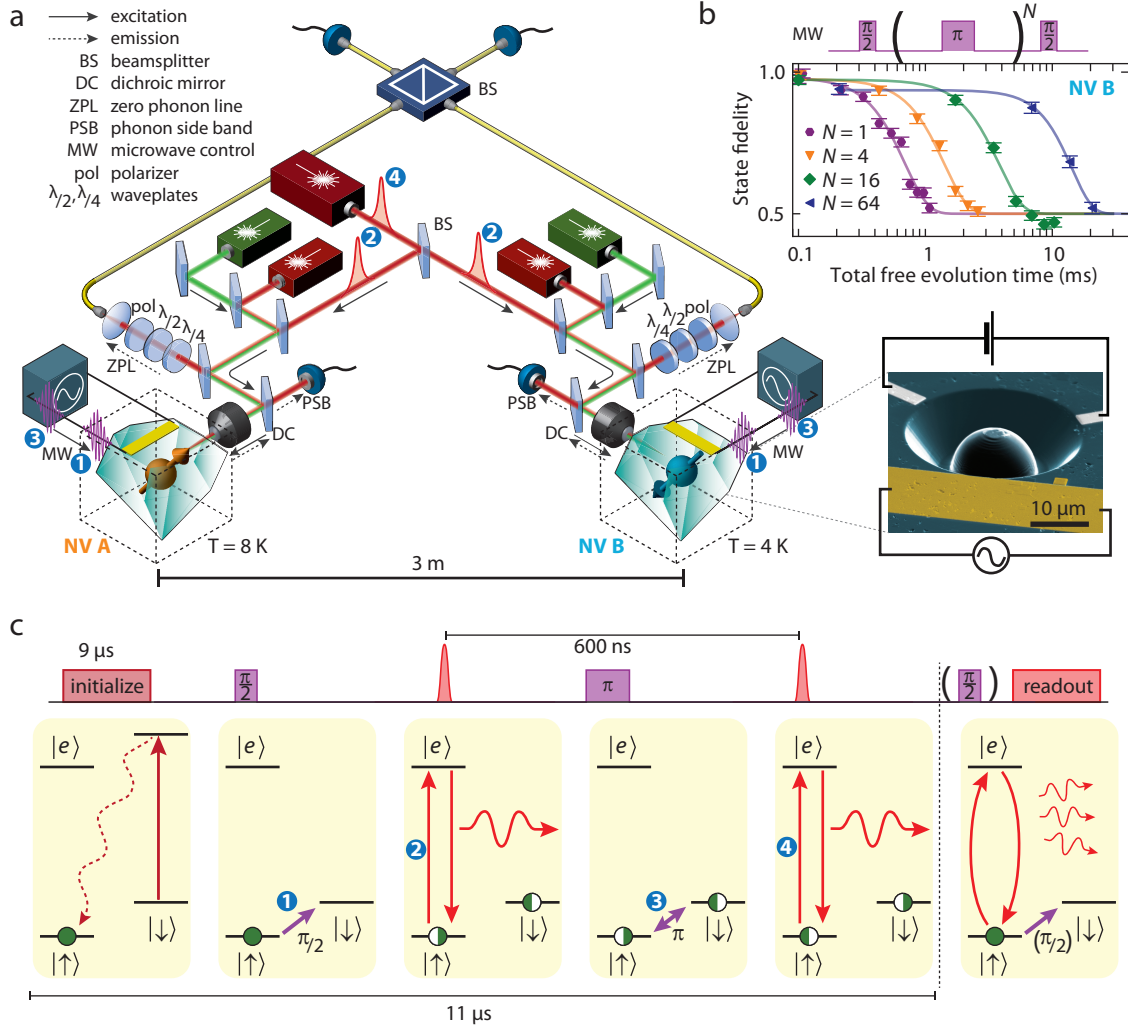 a
excitation
emission
BS beamsplitter
DC dichroic mirror
ZPL zero phonon line
PSB phonon side band
MW microwave control
pol polarizer
λ/2, λ/4 waveplates
BS
4
BS
2
2
pol
λ/2
λ/4
ZPL
PSB
DC
3
MW
1
NV A
T = 8 K
pol
λ/2
λ/4
ZPL
PSB
DC
3
MW
1
NV B
T = 4 K
3 m
b
MW π/2 ( π )N π/2
NV B
State fidelity
1.0
0.5
N = 1
N = 4
N = 16
N = 64
0.1 1 10
Total free evolution time (ms)
10 µm
c
9 µs
600 ns
initialize π/2 π (π/2) readout
|e⟩ |e⟩ |e⟩ |e⟩ |e⟩ |e⟩
1 2 3 4
π/2 π (π/2)
|↓⟩ |↓⟩ |↓⟩ |↓⟩ |↓⟩ |↓⟩
|↑⟩ |↑⟩ |↑⟩ |↑⟩ |↑⟩ |↑⟩
11 µs